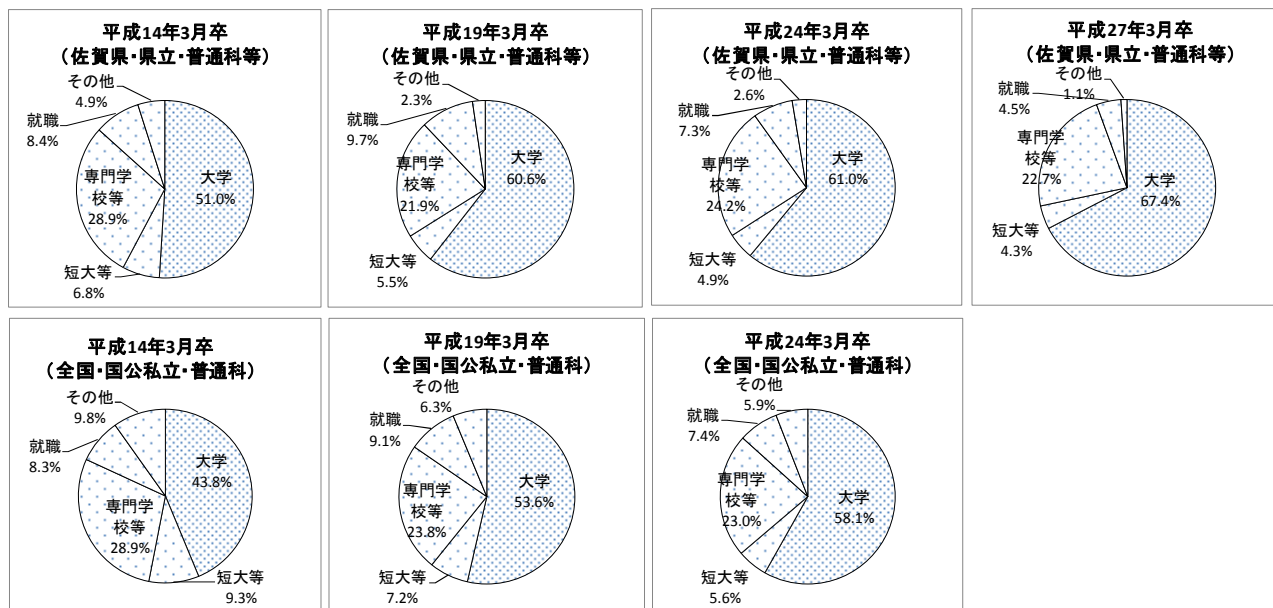 平成14年3月卒
（佐賀県・県立・普通科等）
その他
4.9%
就職
8.4%
専門学
校等
28.9%
大学
51.0%
短大等
6.8%
平成19年3月卒
（佐賀県・県立・普通科等）
その他
2.3%
就職
9.7%
専門学
校等
21.9%
大学
60.6%
短大等
5.5%
平成24年3月卒
（佐賀県・県立・普通科等）
その他
2.6%
就職
7.3%
専門学
校等
24.2%
大学
61.0%
短大等
4.9%
平成27年3月卒
（佐賀県・県立・普通科等）
その他
1.1%
就職
4.5%
専門学
校等
22.7%
大学
67.4%
短大等
4.3%
平成14年3月卒
（全国・国公私立・普通科）
その他
9.8%
就職
8.3%
専門学
校等
28.9%
大学
43.8%
短大等
9.3%
平成19年3月卒
（全国・国公私立・普通科）
その他
6.3%
就職
9.1%
専門学
校等
23.8%
大学
53.6%
短大等
7.2%
平成24年3月卒
（全国・国公私立・普通科）
その他
5.9%
就職
7.4%
専門学
校等
23.0%
大学
58.1%
短大等
5.6%